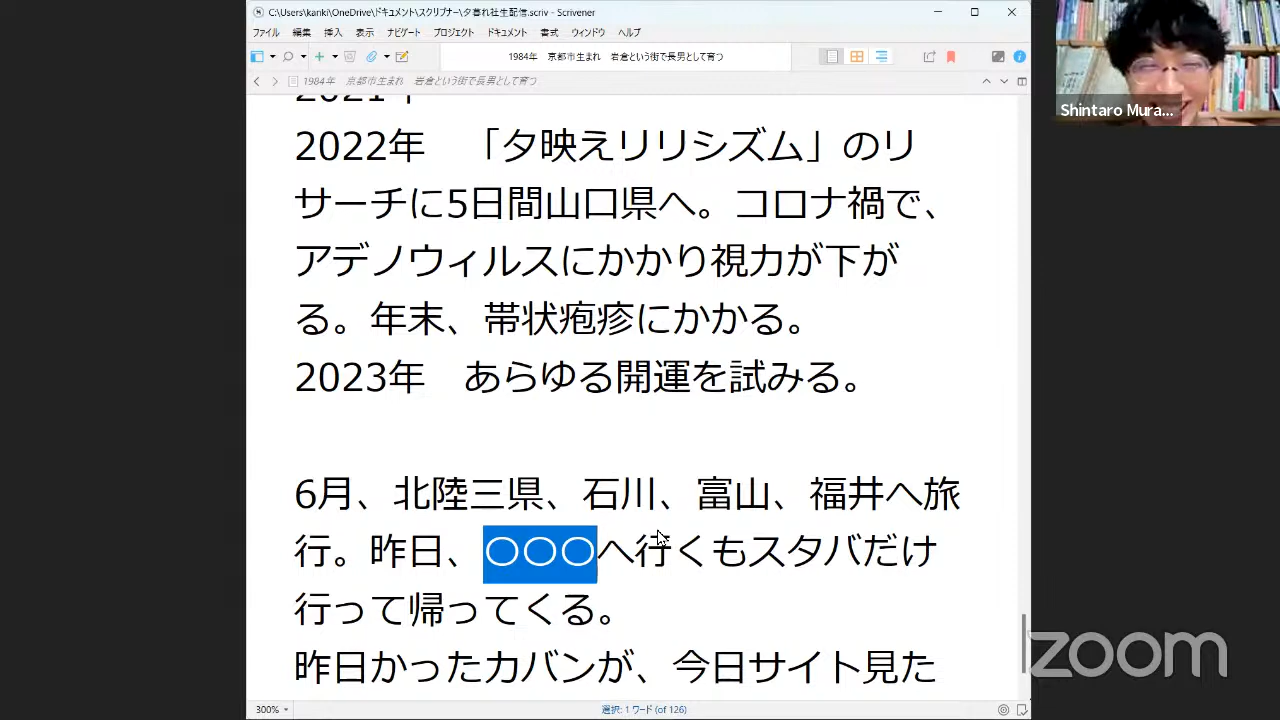 C:\Users\kanki\OneDrive\ドキュメント\スクリブナー\夕暮れ社生配信.scriv - Scrivener
ファイル 編集 挿入 表示 ナビゲート プロジェクト ドキュメント 書式 ウィンドウ ヘルプ
1984年　京都市生まれ　岩倉という街で長男として育つ
1984年　京都市生まれ　岩倉という街で長男として育つ
2021年
2022年　「夕映えリリシズム」のリ
サーチに5日間山口県へ。コロナ禍で、
アデノウィルスにかかり視力が下が
る。年末、帯状疱疹にかかる。
2023年　あらゆる開運を試みる。
6月、北陸三県、石川、富山、福井へ旅
行。昨日、〇〇〇へ行くもスタバだけ
行って帰ってくる。
昨日かったカバンが、今日サイト見た
300%
選択: 1 ワード (of 126)
Shintaro Mura...
zoom